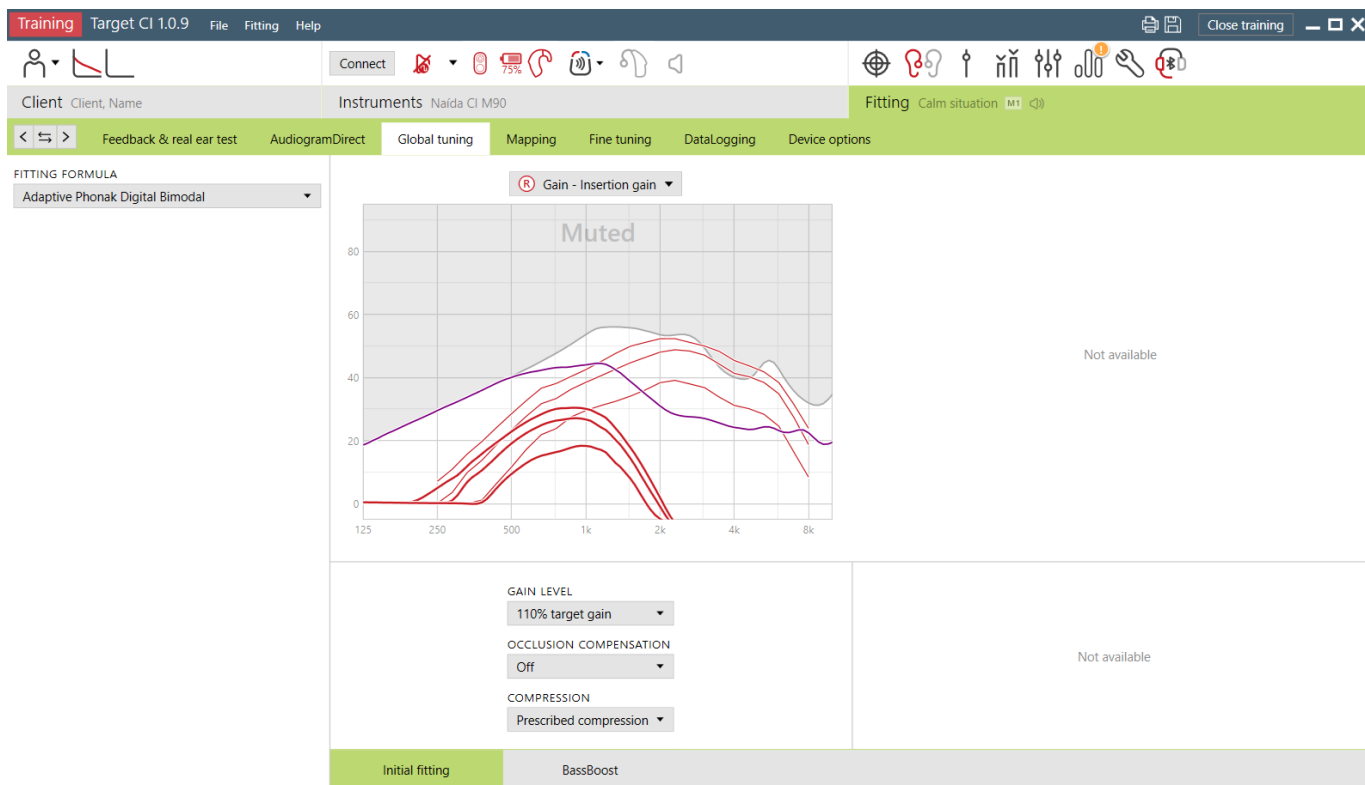 Training Target CI 1.0.9 File Fitting Help Close training
Connect 75%
Client Client, Name Instruments Naída CI M90 Fitting Calm situation M1
Feedback & real ear test AudiogramDirect Global tuning Mapping Fine tuning DataLogging Device options
FITTING FORMULA
Adaptive Phonak Digital Bimodal
R Gain - Insertion gain
Muted
80
60
40
20
0
125 250 500 1k 2k 4k 8k
Not available
GAIN LEVEL
110% target gain
OCCLUSION COMPENSATION
Off
COMPRESSION
Prescribed compression
Not available
Initial fitting BassBoost